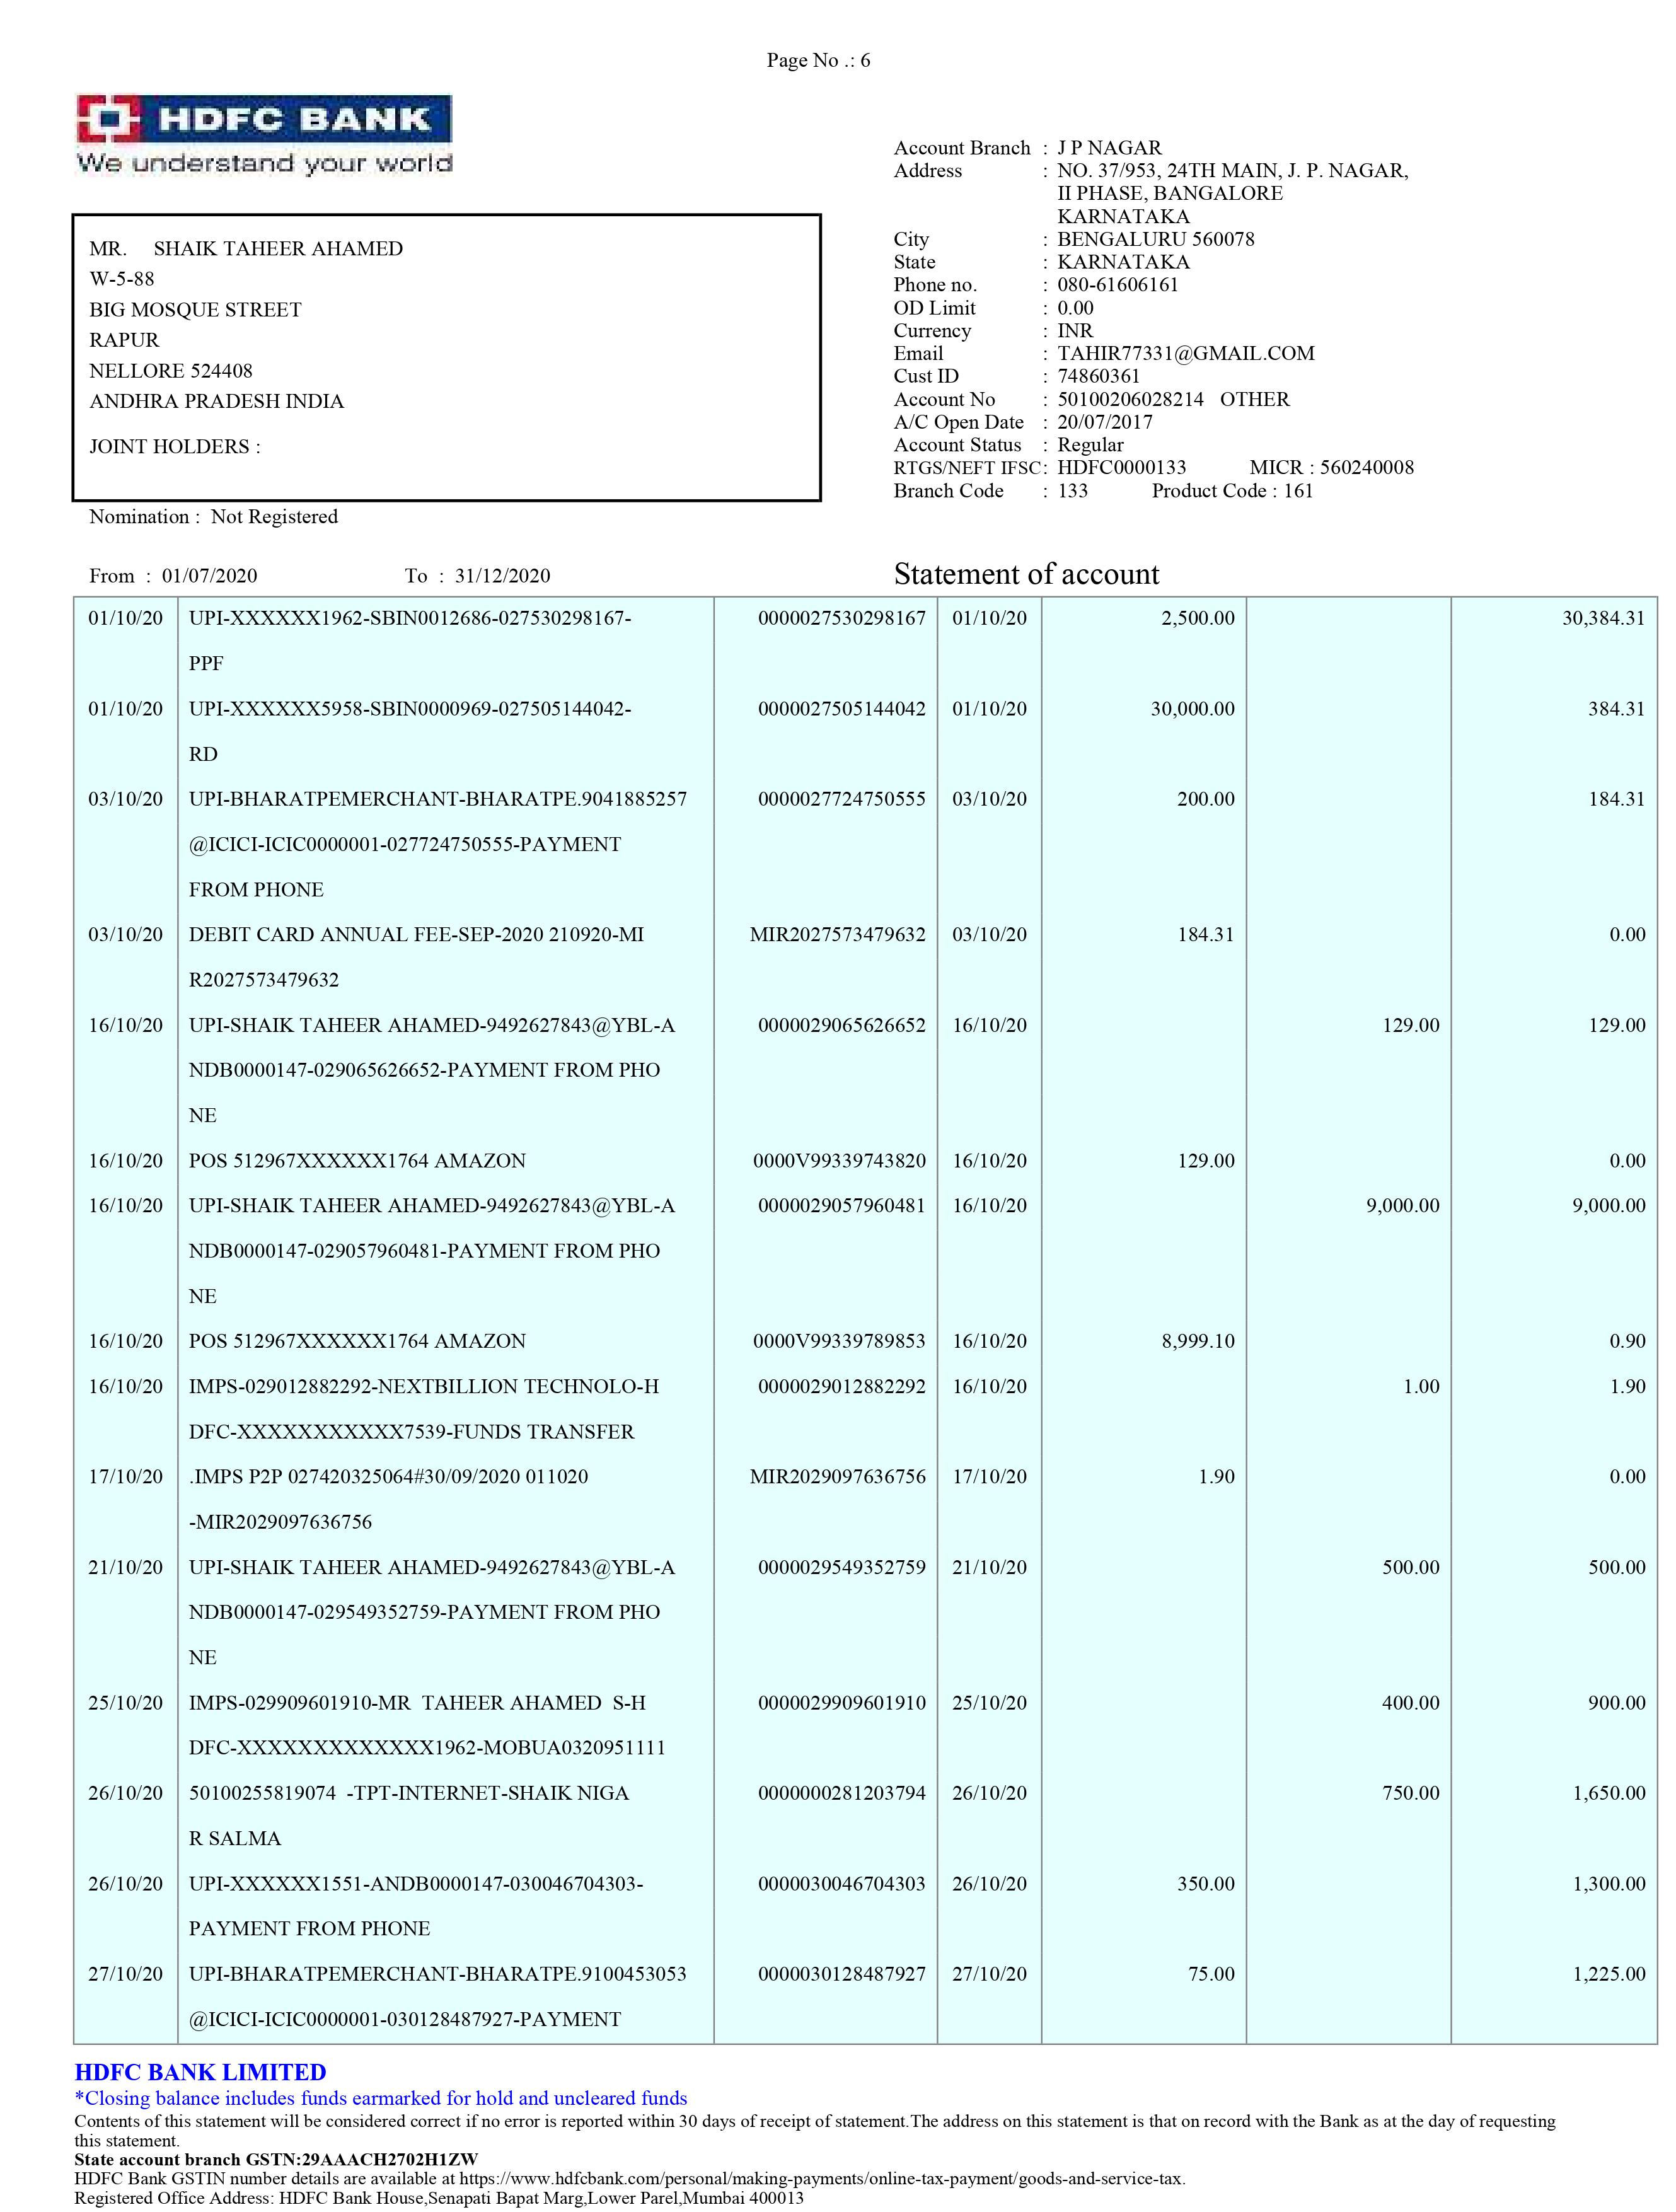 Page No .: 6
HDFC BANK
We understand your world
Account Branch : J P NAGAR
Address : NO. 37/953, 24TH MAIN, J. P. NAGAR,
II PHASE, BANGALORE
KARNATAKA
City : BENGALURU 560078
State : KARNATAKA
Phone no. : 080-61606161
OD Limit : 0.00
Currency : INR
Email : TAHIR77331@GMAIL.COM
Cust ID : 74860361
Account No : 50100206028214 OTHER
A/C Open Date : 20/07/2017
Account Status : Regular
RTGS/NEFT IFSC: HDFC0000133 MICR : 560240008
Branch Code : 133 Product Code : 161
MR. SHAIK TAHEER AHAMED
W-5-88
BIG MOSQUE STREET
RAPUR
NELLORE 524408
ANDHRA PRADESH INDIA
JOINT HOLDERS :
Nomination : Not Registered
From : 01/07/2020 To : 31/12/2020 Statement of account
01/10/20 UPI-XXXXXX1962-SBIN0012686-027530298167- 0000027530298167 01/10/20 2,500.00 30,384.31
PPF
01/10/20 UPI-XXXXXX5958-SBIN0000969-027505144042- 0000027505144042 01/10/20 30,000.00 384.31
RD
03/10/20 UPI-BHARATPEMERCHANT-BHARATPE.9041885257 0000027724750555 03/10/20 200.00 184.31
@ICICI-ICIC0000001-027724750555-PAYMENT
FROM PHONE
03/10/20 DEBIT CARD ANNUAL FEE-SEP-2020 210920-MI MIR2027573479632 03/10/20 184.31 0.00
R2027573479632
16/10/20 UPI-SHAIK TAHEER AHAMED-9492627843@YBL-A 0000029065626652 16/10/20 129.00 129.00
NDB0000147-029065626652-PAYMENT FROM PHO
NE
16/10/20 POS 512967XXXXXX1764 AMAZON 0000V99339743820 16/10/20 129.00 0.00
16/10/20 UPI-SHAIK TAHEER AHAMED-9492627843@YBL-A 0000029057960481 16/10/20 9,000.00 9,000.00
NDB0000147-029057960481-PAYMENT FROM PHO
NE
16/10/20 POS 512967XXXXXX1764 AMAZON 0000V99339789853 16/10/20 8,999.10 0.90
16/10/20 IMPS-029012882292-NEXTBILLION TECHNOLO-H 0000029012882292 16/10/20 1.00 1.90
DFC-XXXXXXXXXXX7539-FUNDS TRANSFER
17/10/20 .IMPS P2P 027420325064#30/09/2020 011020 MIR2029097636756 17/10/20 1.90 0.00
-MIR2029097636756
21/10/20 UPI-SHAIK TAHEER AHAMED-9492627843@YBL-A 0000029549352759 21/10/20 500.00 500.00
NDB0000147-029549352759-PAYMENT FROM PHO
NE
25/10/20 IMPS-029909601910-MR TAHEER AHAMED S-H 0000029909601910 25/10/20 400.00 900.00
DFC-XXXXXXXXXXXXX1962-MOBUA0320951111
26/10/20 50100255819074 -TPT-INTERNET-SHAIK NIGA 0000000281203794 26/10/20 750.00 1,650.00
R SALMA
26/10/20 UPI-XXXXXX1551-ANDB0000147-030046704303- 0000030046704303 26/10/20 350.00 1,300.00
PAYMENT FROM PHONE
27/10/20 UPI-BHARATPEMERCHANT-BHARATPE.9100453053 0000030128487927 27/10/20 75.00 1,225.00
@ICICI-ICIC0000001-030128487927-PAYMENT
HDFC BANK LIMITED
*Closing balance includes funds earmarked for hold and uncleared funds
Contents of this statement will be considered correct if no error is reported within 30 days of receipt of statement.The address on this statement is that on record with the Bank as at the day of requesting
this statement.
State account branch GSTN:29AAACH2702H1ZW
HDFC Bank GSTIN number details are available at https://www.hdfcbank.com/personal/making-payments/online-tax-payment/goods-and-service-tax.
Registered Office Address: HDFC Bank House,Senapati Bapat Marg,Lower Parel,Mumbai 400013